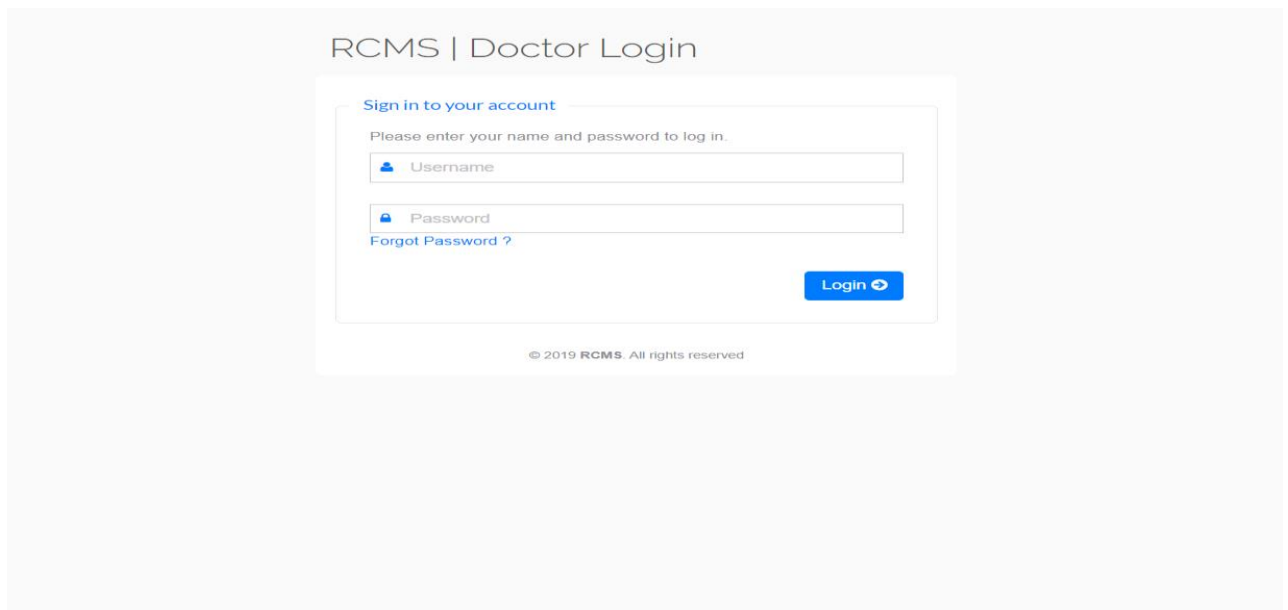 RCMS | Doctor Login
Sign in to your account
Please enter your name and password to log in.
Username
Password
Forgot Password ?
Login
© 2019 RCMS. All rights reserved